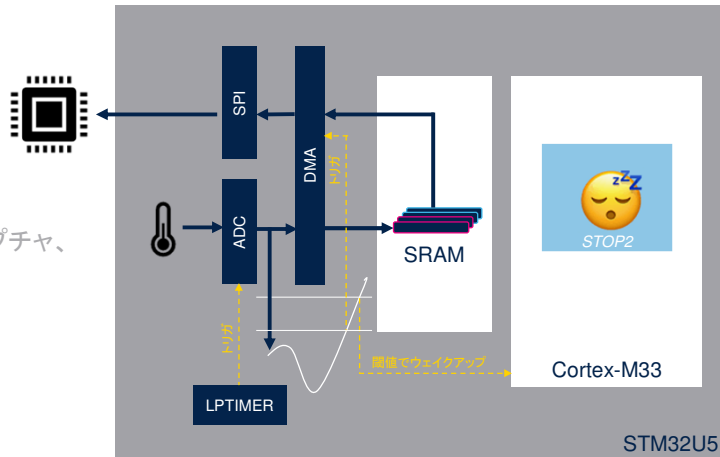 SPI
DMA
トリガ
プチャ、
ADC
SRAM
zzZ
STOP2
トリガ
閾値でウェイクアップ
Cortex-M33
LPTIMER
STM32U5